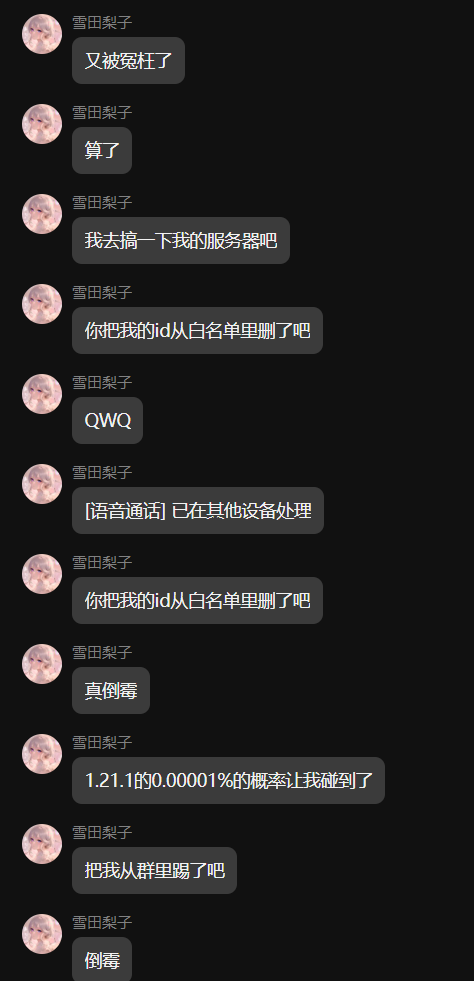 雪田梨子
又被冤枉了
雪田梨子
算了
雪田梨子
我去搞一下我的服务器吧
雪田梨子
你把我的id从白名单里删了吧
雪田梨子
QWQ
雪田梨子
[语音通话] 已在其他设备处理
雪田梨子
你把我的id从白名单里删了吧
雪田梨子
真倒霉
雪田梨子
1.21.1的0.00001%的概率让我碰到了
雪田梨子
把我从群里踢了吧
雪田梨子
倒霉